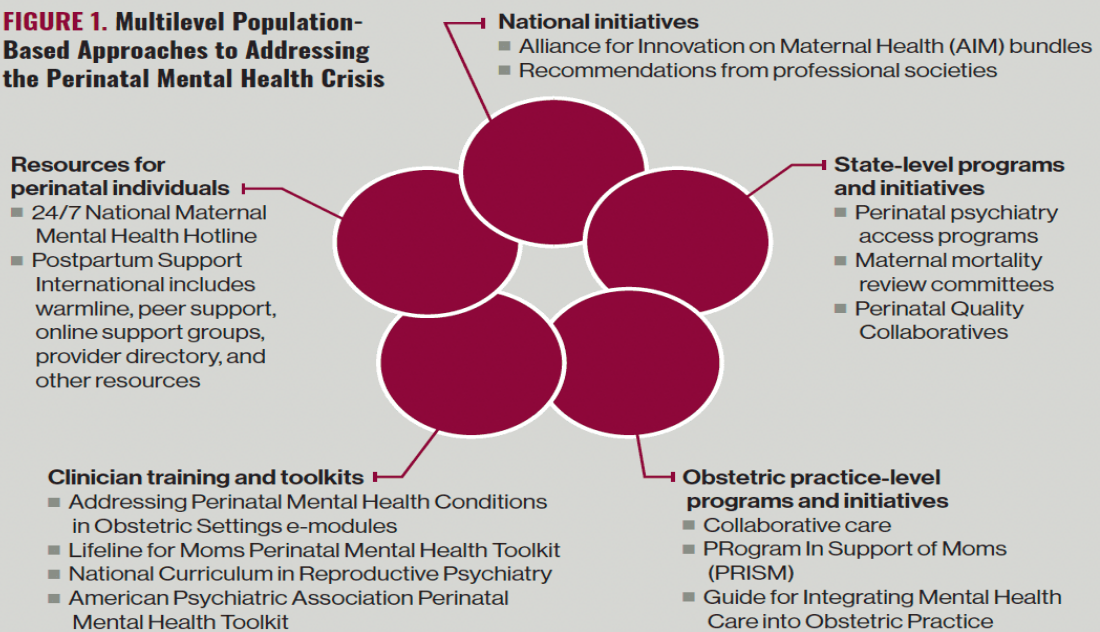 FIGURE 1. Multilevel Population-
Based Approaches to Addressing
the Perinatal Mental Health Crisis
National initiatives
Alliance for Innovation on Maternal Health (AIM) bundles
Recommendations from professional societies
Resources for
perinatal individuals
24/7 National Maternal
Mental Health Hotline
Postpartum Support
International includes
warmline, peer support,
online support groups,
provider directory, and
other resources
State-level programs
and initiatives
Perinatal psychiatry
access programs
Maternal mortality
review committees
Perinatal Quality
Collaboratives
Clinician training and toolkits
Addressing Perinatal Mental Health Conditions
in Obstetric Settings e-modules
Lifeline for Moms Perinatal Mental Health Toolkit
National Curriculum in Reproductive Psychiatry
American Psychiatric Association Perinatal
Mental Health Toolkit
Obstetric practice-level
programs and initiatives
Collaborative care
PRogram In Support of Moms
(PRISM)
Guide for Integrating Mental Health
Care into Obstetric Practice